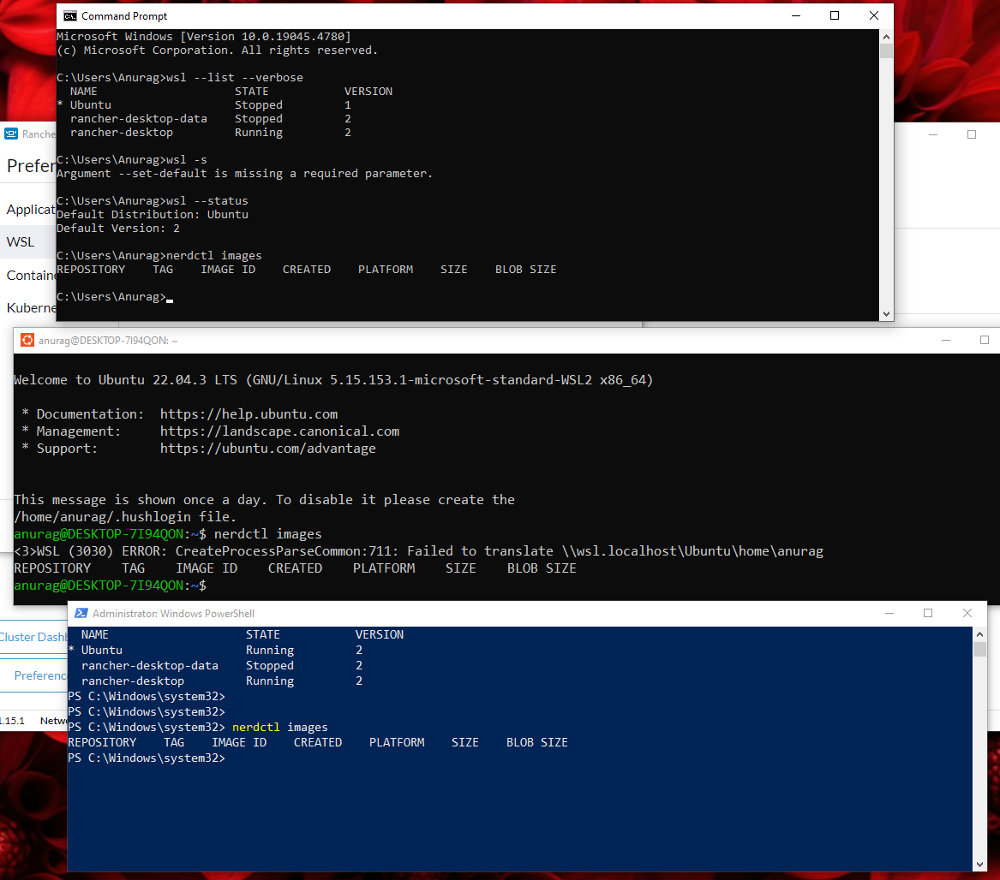 Command Prompt
Microsoft Windows [Version 10.0.19045.4780]
(c) Microsoft Corporation. All rights reserved.
C:\Users\Anurag>wsl --list --verbose
NAME STATE VERSION
* Ubuntu Stopped 1
rancher-desktop-data Stopped 2
rancher-desktop Running 2
C:\Users\Anurag>wsl -s
Argument --set-default is missing a required parameter.
C:\Users\Anurag>wsl --status
Default Distribution: Ubuntu
Default Version: 2
C:\Users\Anurag>nerdctl images
REPOSITORY TAG IMAGE ID CREATED PLATFORM SIZE BLOB SIZE
C:\Users\Anurag>
Ranche
Prefer
Applicat
WSL
Containe
Kuberne
anurag@DESKTOP-7I94QON: ~
Welcome to Ubuntu 22.04.3 LTS (GNU/Linux 5.15.153.1-microsoft-standard-WSL2 x86_64)
* Documentation: https://help.ubuntu.com
* Management: https://landscape.canonical.com
* Support: https://ubuntu.com/advantage
This message is shown once a day. To disable it please create the
/home/anurag/.hushlogin file.
anurag@DESKTOP-7I94QON:~$ nerdctl images
<3>WSL (3030) ERROR: CreateProcessParseCommon:711: Failed to translate \\wsl.localhost\Ubuntu\home\anurag
REPOSITORY TAG IMAGE ID CREATED PLATFORM SIZE BLOB SIZE
anurag@DESKTOP-7I94QON:~$
Cluster Dashb
Preferenc
1.15.1 Netw
Administrator: Windows PowerShell
NAME STATE VERSION
* Ubuntu Running 2
rancher-desktop-data Stopped 2
rancher-desktop Running 2
PS C:\Windows\system32>
PS C:\Windows\system32>
PS C:\Windows\system32> nerdctl images
REPOSITORY TAG IMAGE ID CREATED PLATFORM SIZE BLOB SIZE
PS C:\Windows\system32>